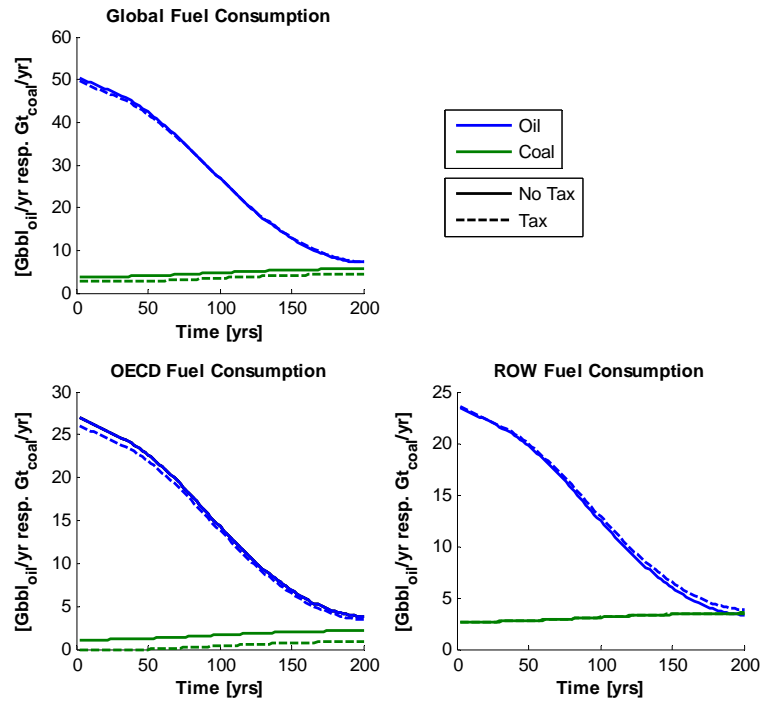 Global Fuel Consumption
[Gbbl_oil/yr resp. Gt_coal/yr]
60
50
40
30
20
10
0
0 50 100 150 200
Time [yrs]
Oil
Coal
No Tax
Tax
OECD Fuel Consumption
[Gbbl_oil/yr resp. Gt_coal/yr]
30
25
20
15
10
5
0
0 50 100 150 200
Time [yrs]
ROW Fuel Consumption
[Gbbl_oil/yr resp. Gt_coal/yr]
25
20
15
10
5
0
0 50 100 150 200
Time [yrs]